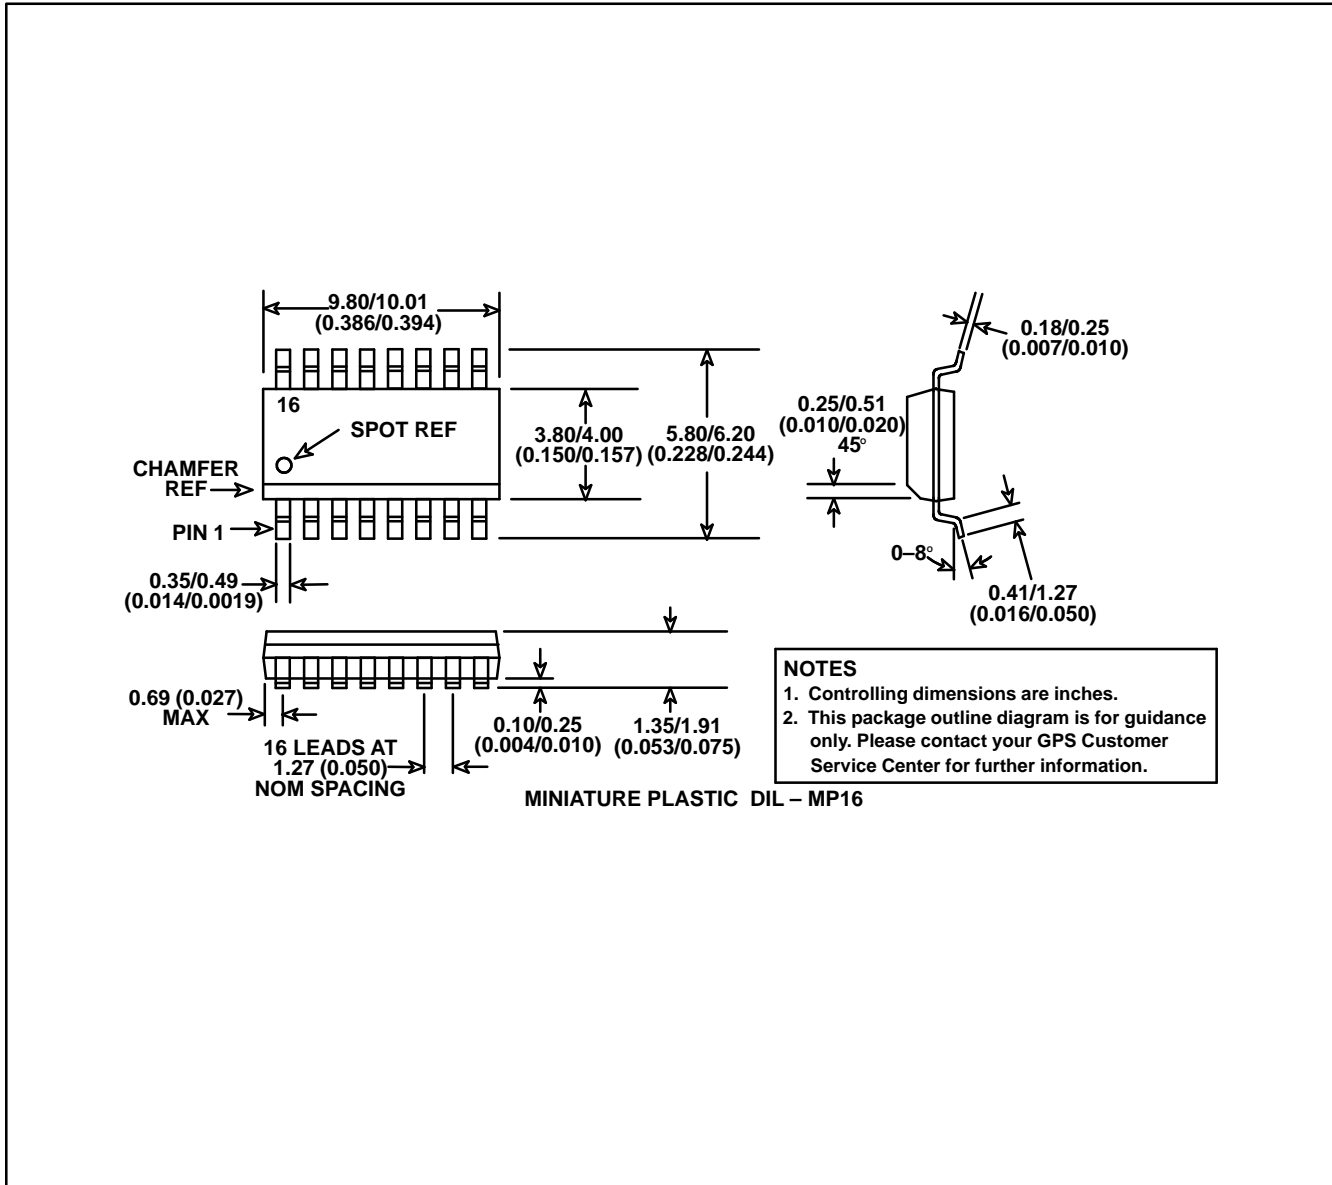 9.80/10.01
(0.386/0.394)
16
SPOT REF
CHAMFER
REF
PIN 1
3.80/4.00
(0.150/0.157)
5.80/6.20
(0.228/0.244)
0.35/0.49
(0.014/0.0019)
0.18/0.25
(0.007/0.010)
0.25/0.51
(0.010/0.020)
45°
0–8°
0.41/1.27
(0.016/0.050)
0.69 (0.027)
MAX
16 LEADS AT
1.27 (0.050)
NOM SPACING
0.10/0.25
(0.004/0.010)
1.35/1.91
(0.053/0.075)
NOTES
1. Controlling dimensions are inches.
2. This package outline diagram is for guidance
only. Please contact your GPS Customer
Service Center for further information.
MINIATURE PLASTIC DIL – MP16